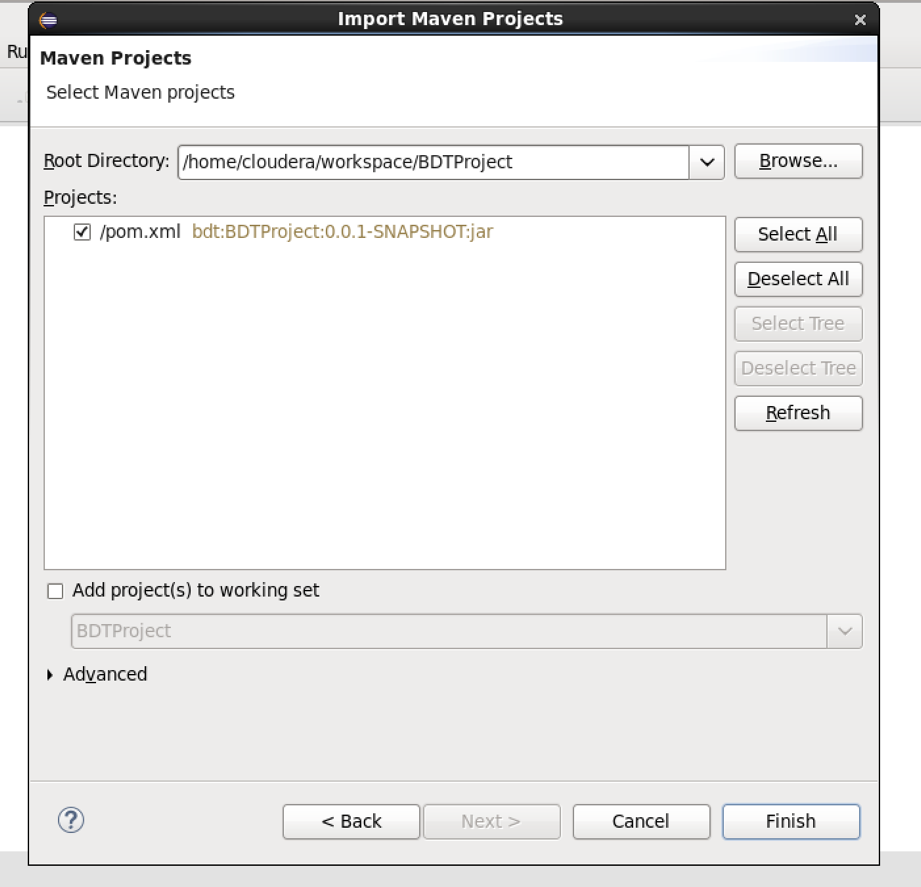 Import Maven Projects
Ru
Maven Projects
Select Maven projects
Root Directory: /home/cloudera/workspace/BDTProject Browse...
Projects:
/pom.xml bdt:BDTProject:0.0.1-SNAPSHOT:jar
Select All
Deselect All
Select Tree
Deselect Tree
Refresh
Add project(s) to working set
BDTProject
Advanced
? < Back Next > Cancel Finish